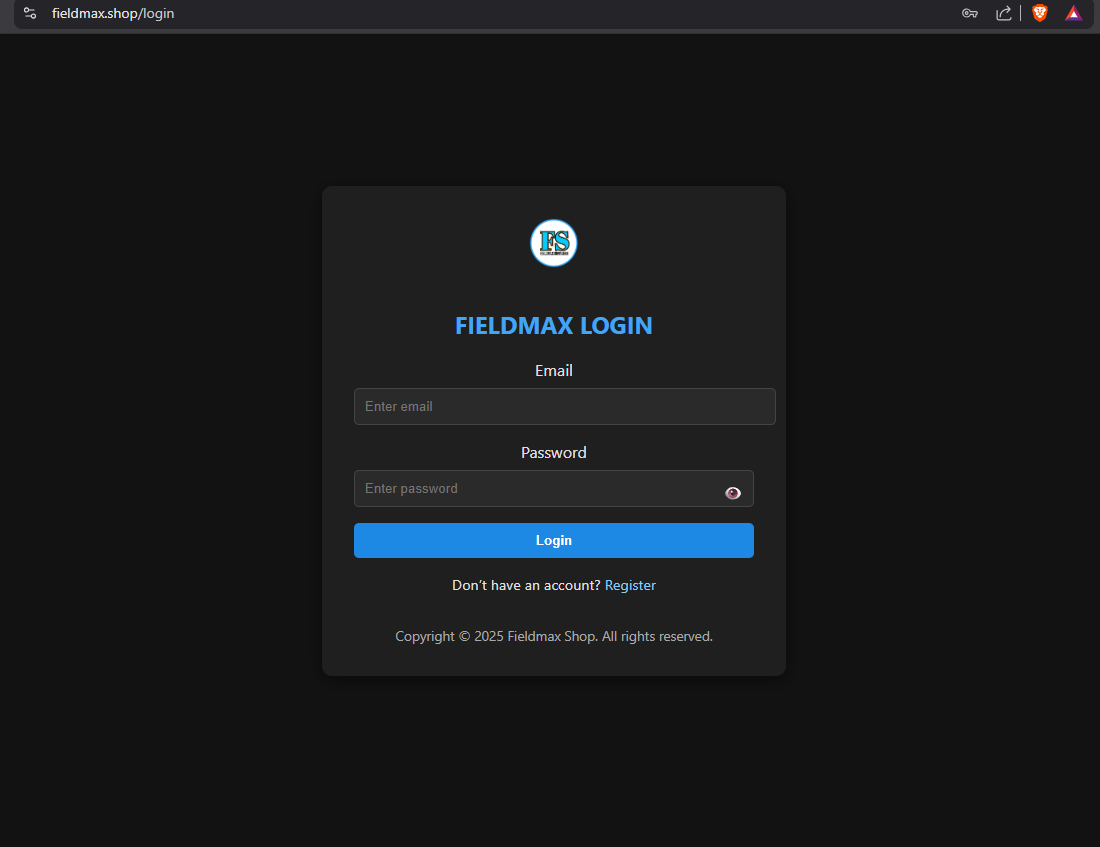 fieldmax.shop/login
FS
FIELDMAX LOGIN
Email
Enter email
Password
Enter password
Login
Don't have an account? Register
Copyright © 2025 Fieldmax Shop. All rights reserved.